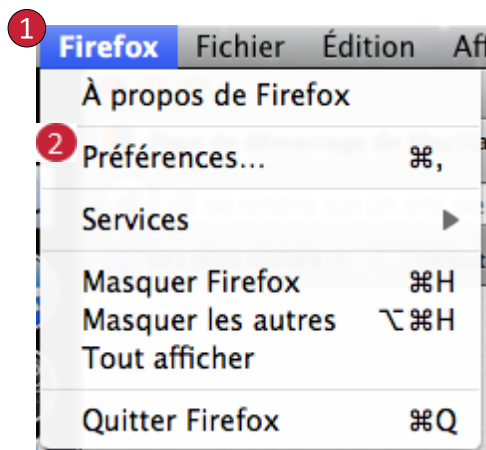 1
Firefox Fichier Édition Aff
À propos de Firefox
2
Préférences... ⌘,
Services ▶
Masquer Firefox ⌘H
Masquer les autres ⌥⌘H
Tout afficher
Quitter Firefox ⌘Q